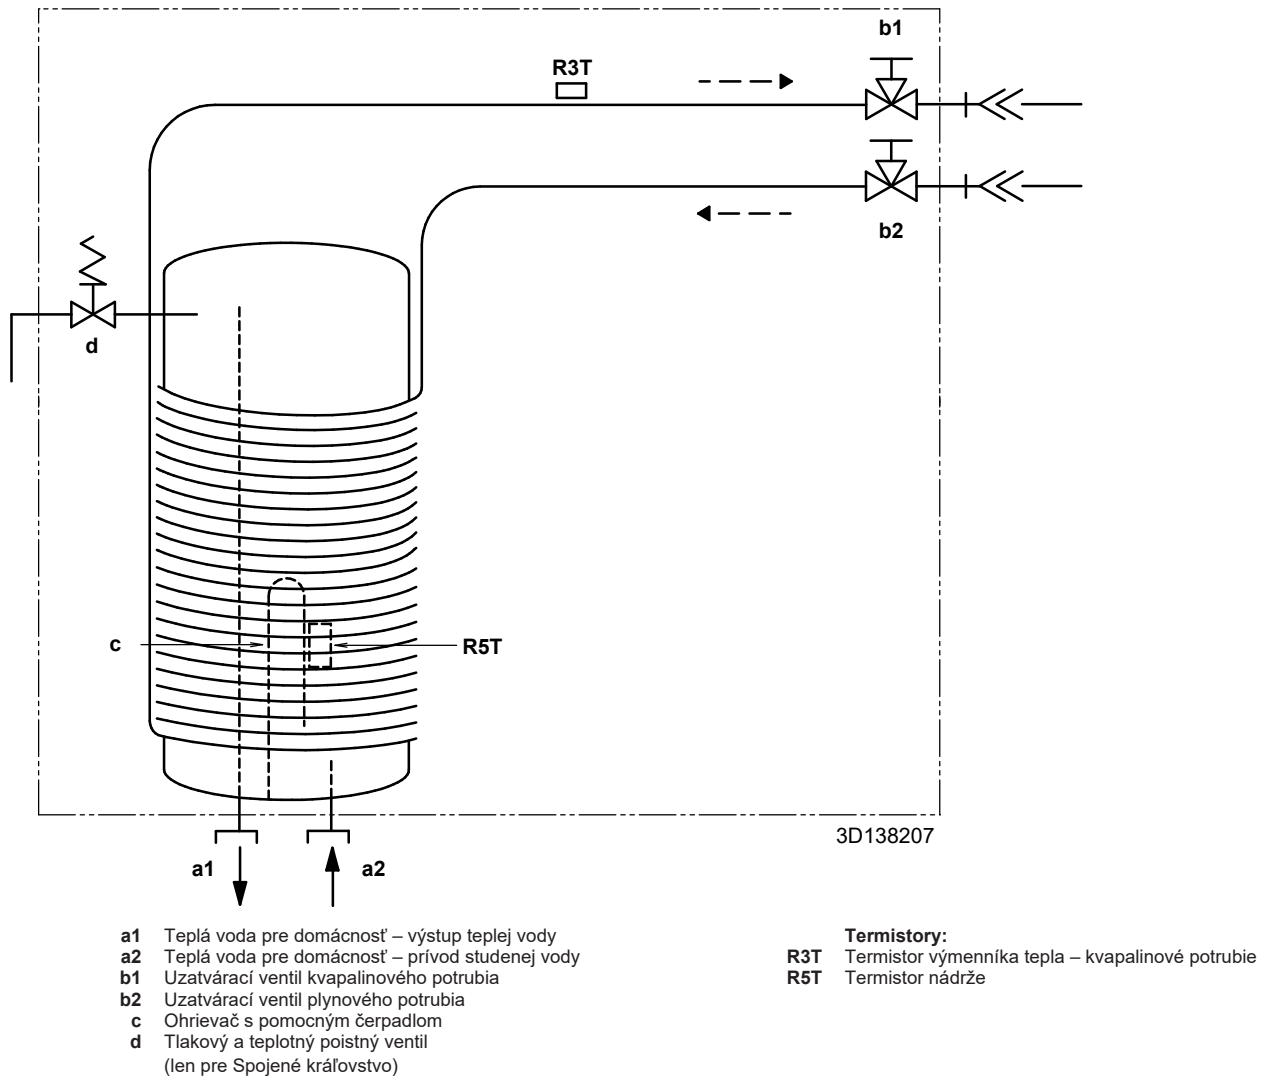 b1
R3T
b2
d
c
R5T
3D138207
a1
a2
a1 Teplá voda pre domácnosť – výstup teplej vody
a2 Teplá voda pre domácnosť – prívod studenej vody
b1 Uzatvárací ventil kvapalinového potrubia
b2 Uzatvárací ventil plynového potrubia
c Ohrievač s pomocným čerpadlom
d Tlakový a teplotný poistný ventil
(len pre Spojené kráľovstvo)
Termistory:
R3T Termistor výmenníka tepla – kvapalinové potrubie
R5T Termistor nádrže